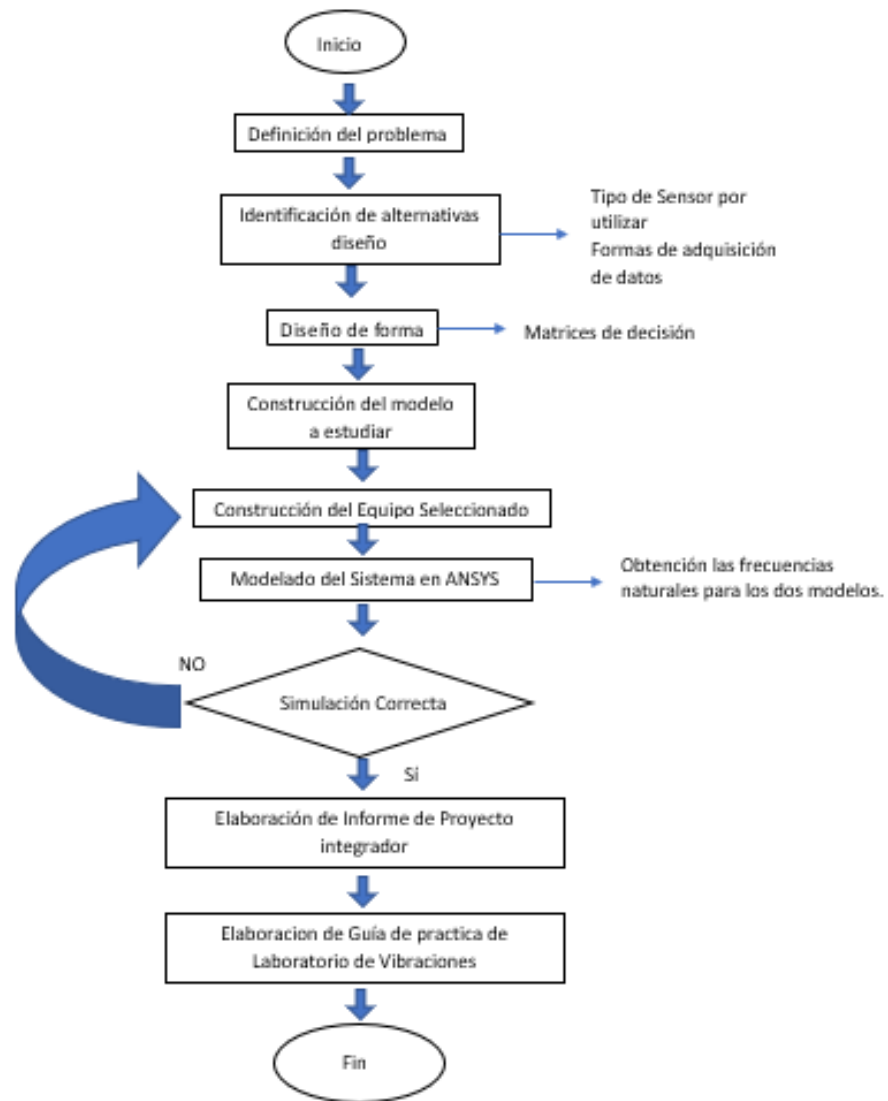 Inicio
Definición del problema
Identificación de alternativas
diseño
Tipo de Sensor por
utilizar
Formas de adquisición
de datos
Diseño de forma
Matrices de decisión
Construcción del modelo
a estudiar
Construcción del Equipo Seleccionado
Modelado del Sistema en ANSYS
Obtención las frecuencias
naturales para los dos modelos.
NO
Simulación Correcta
Sí
Elaboración de Informe de Proyecto
integrador
Elaboracion de Guía de practica de
Laboratorio de Vibraciones
Fin